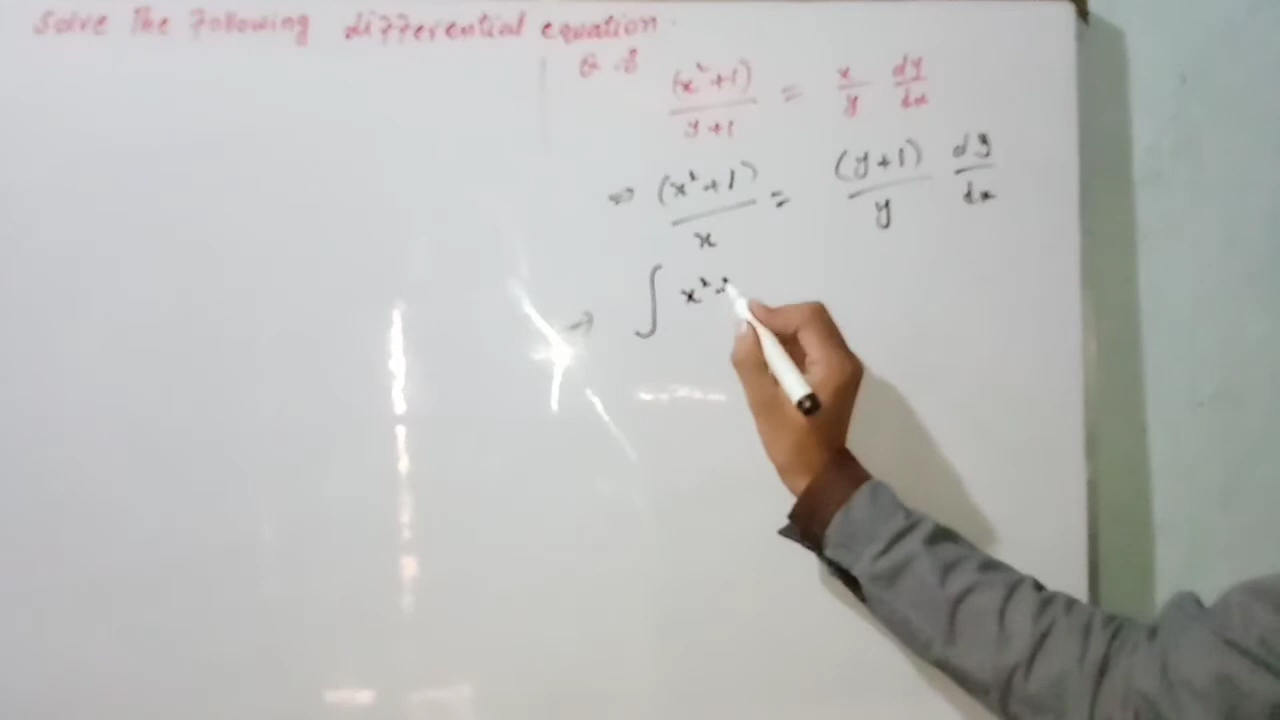 Solve The Following differential equation.
Q.8 (x²+1)/(y+1) = x/y dy/dx
⇒ (x²+1)/x = (y+1)/y dy/dx
→ ∫ x²+